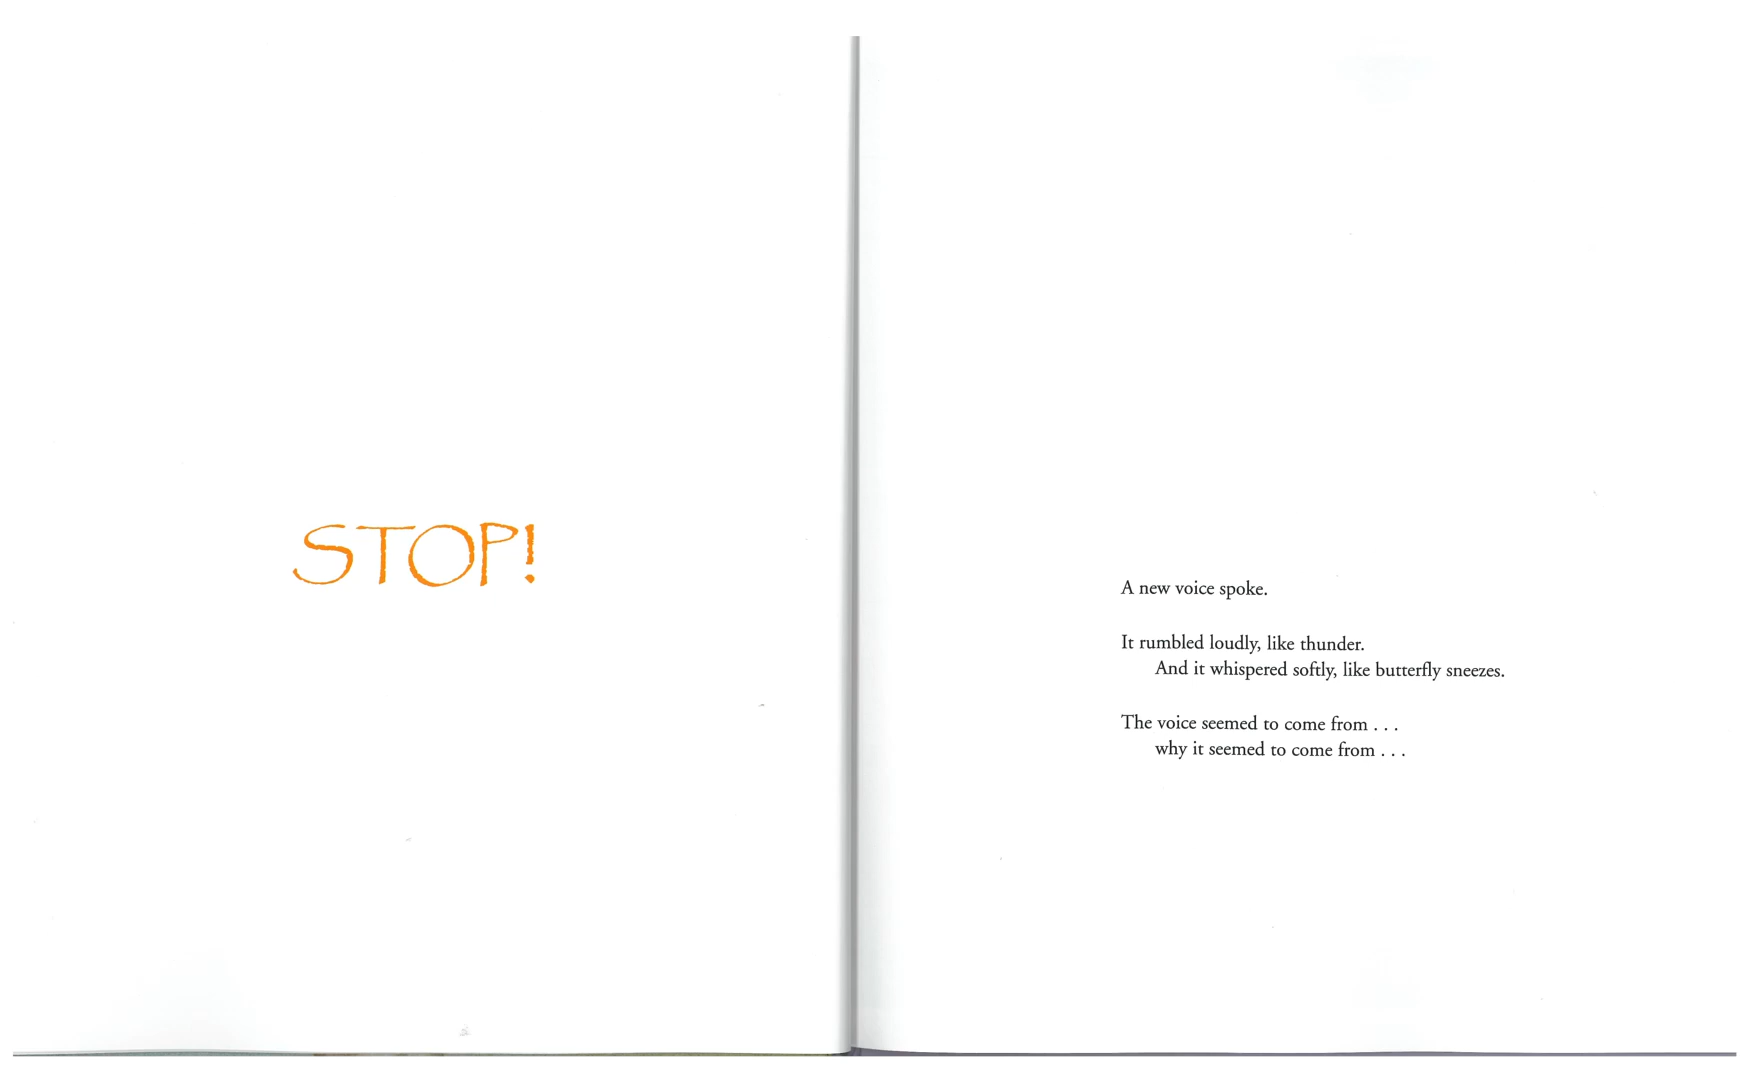 STOP!
A new voice spoke.
It rumbled loudly, like thunder.
And it whispered softly, like butterfly sneezes.
The voice seemed to come from . . .
why it seemed to come from . . .